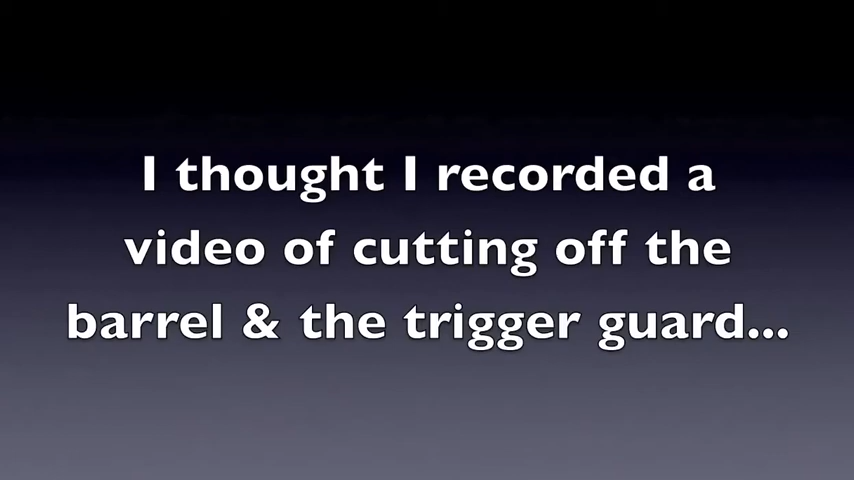 I thought I recorded a
video of cutting off the
barrel & the trigger guard...